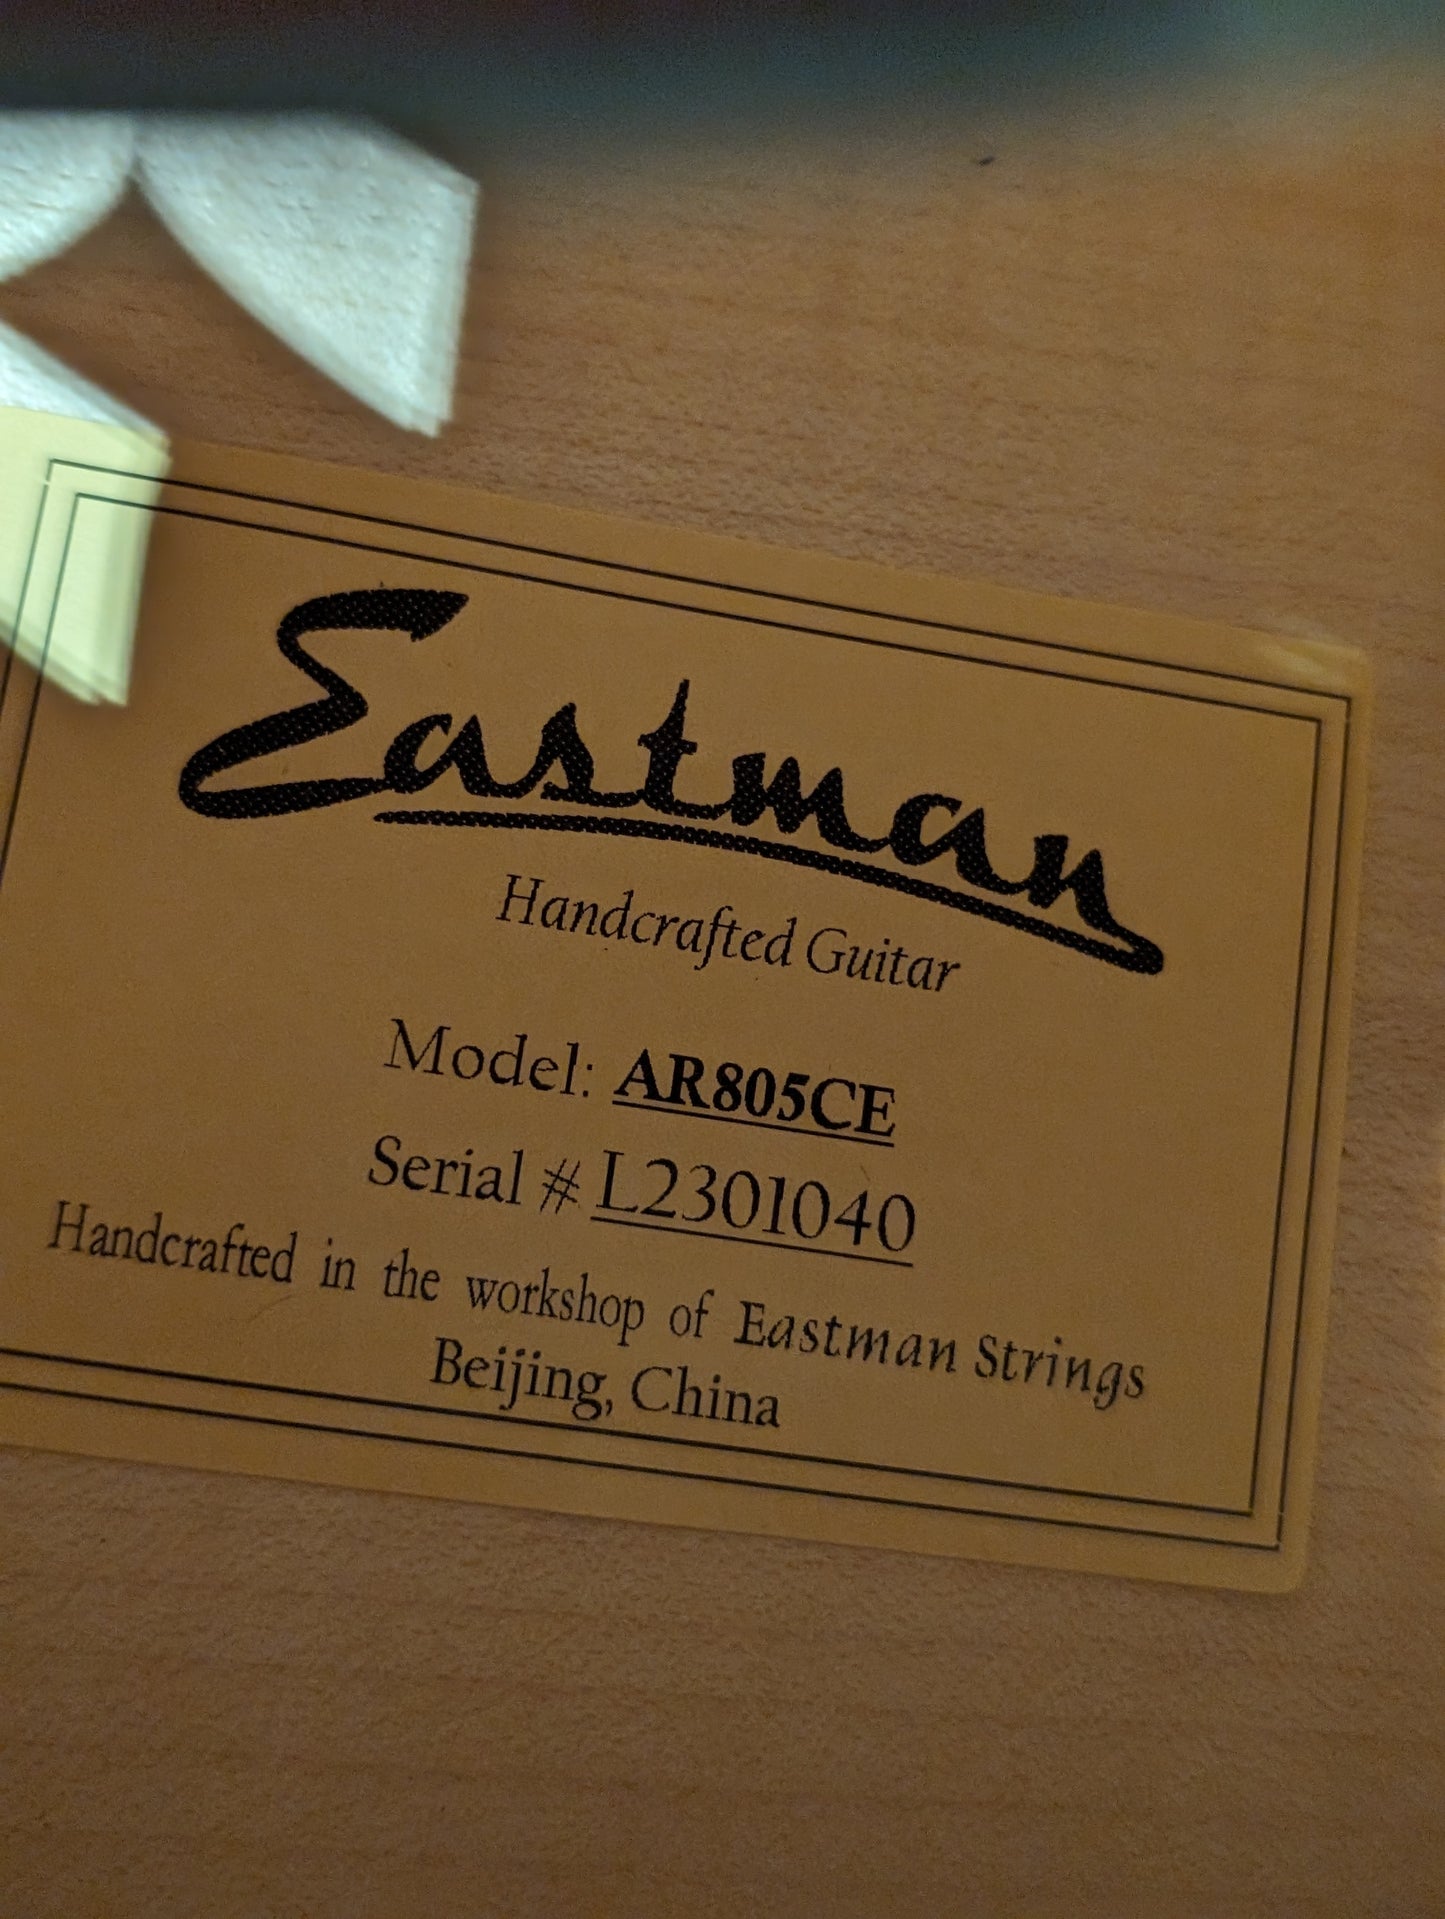 Eastman
Handcrafted Guitar
Model: AR805CE
Serial # L2301040
Handcrafted in the workshop of Eastman Strings
Beijing, China